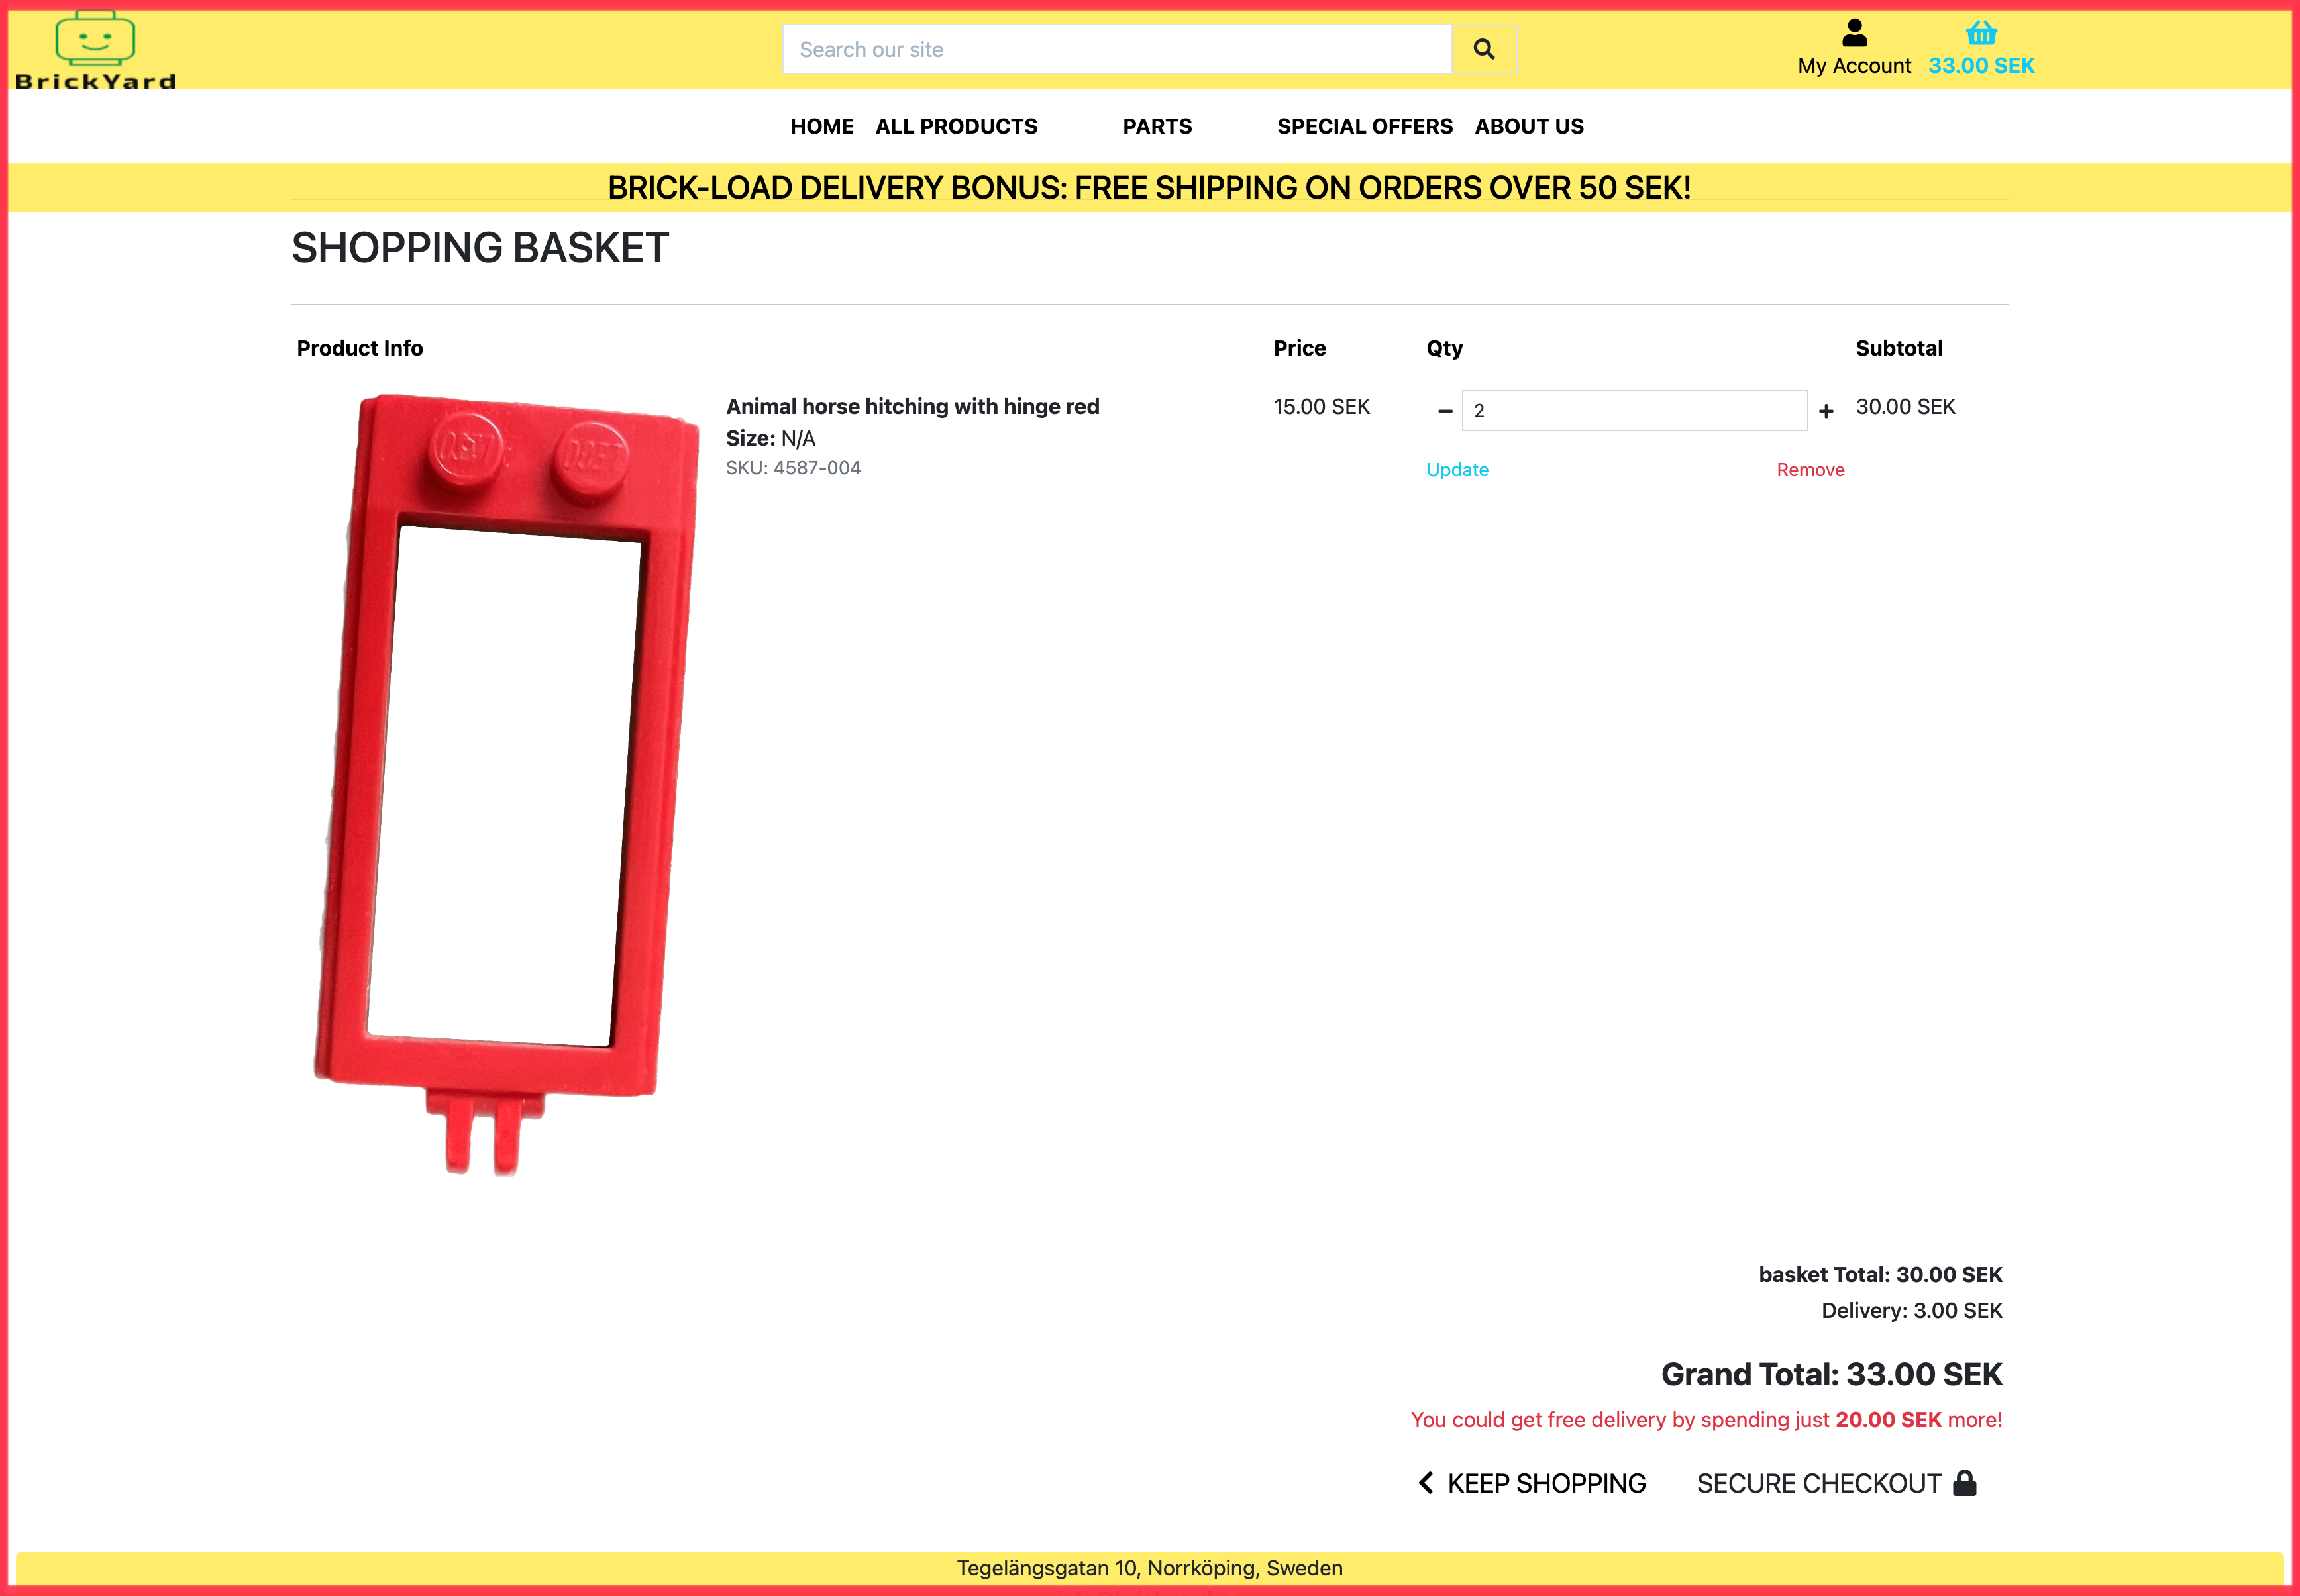 BrickYard
Search our site
My Account
33.00 SEK
HOME ALL PRODUCTS PARTS SPECIAL OFFERS ABOUT US
BRICK-LOAD DELIVERY BONUS: FREE SHIPPING ON ORDERS OVER 50 SEK!
SHOPPING BASKET
Product Info Price Qty Subtotal
Animal horse hitching with hinge red 15.00 SEK 2 30.00 SEK
Size: N/A
SKU: 4587-004
Update Remove
basket Total: 30.00 SEK
Delivery: 3.00 SEK
Grand Total: 33.00 SEK
You could get free delivery by spending just 20.00 SEK more!
KEEP SHOPPING SECURE CHECKOUT
Tegelängsgatan 10, Norrköping, Sweden